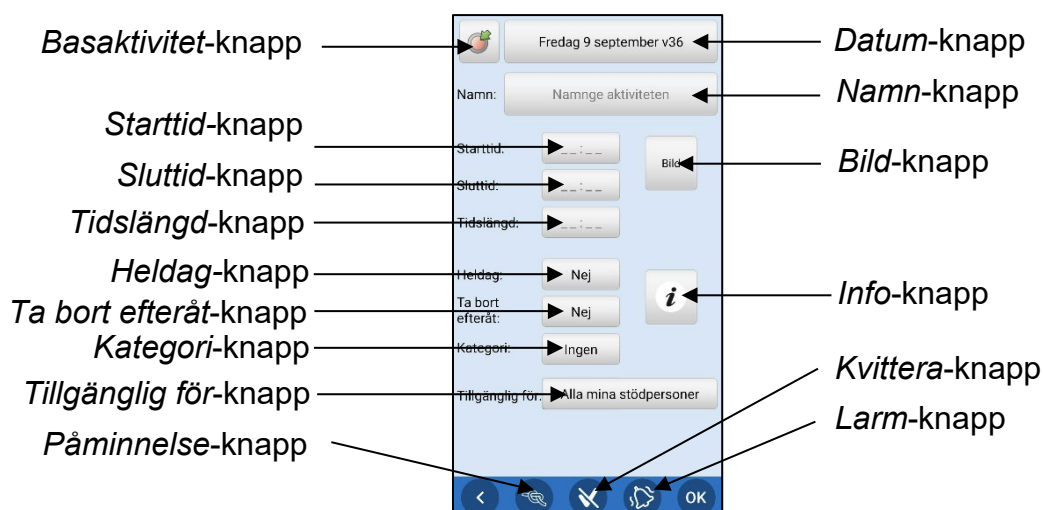 Basaktivitet-knapp
Fredag 9 september v36
Datum-knapp
Namn:
Namnge aktiviteten
Namn-knapp
Starttid-knapp
Starttid:
__:__
Bild
Bild-knapp
Sluttid-knapp
Sluttid:
__:__
Tidslängd-knapp
Tidslängd:
__:__
Heldag-knapp
Heldag:
Nej
i
Info-knapp
Ta bort efteråt-knapp
Ta bort
efteråt:
Nej
Kategori-knapp
Kategori:
Ingen
Kvittera-knapp
Tillgänglig för-knapp
Tillgänglig för:
Alla mina stödpersoner
Larm-knapp
Påminnelse-knapp
OK